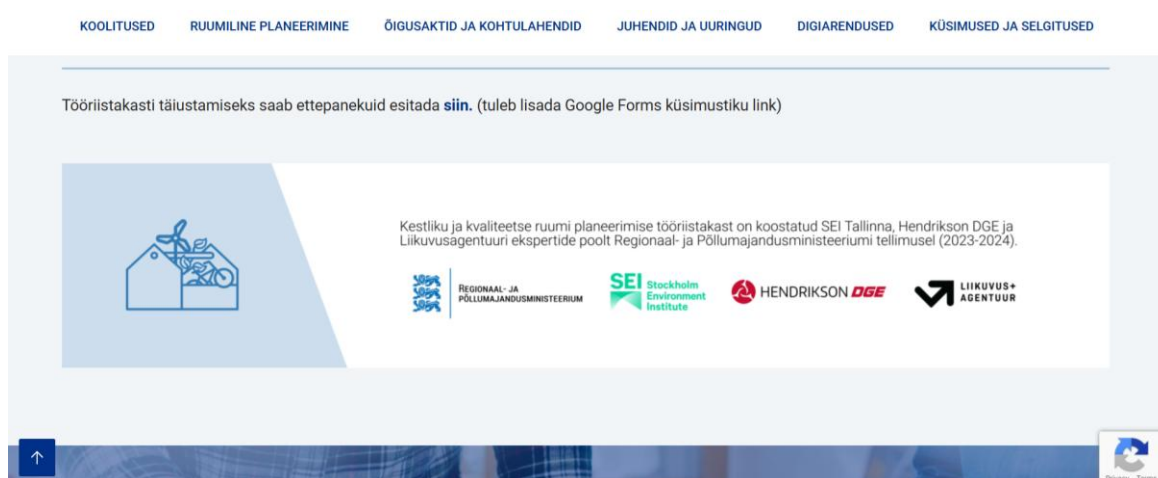 KOOLITUSED RUUMILINE PLANEERIMINE ÕIGUSAKTID JA KOHTULAHENDID JUHENDID JA UURINGUD DIGIARENDUSED KÜSIMUSED JA SELGITUSED
Tööriistakasti täiustamiseks saab ettepanekuid esitada siin. (tuleb lisada Google Forms küsimustiku link)
Kestliku ja kvaliteetse ruumi planeerimise tööriistakast on koostatud SEI Tallinna, Hendrikson DGE ja
Liikuvusagentuuri ekspertide poolt Regionaal- ja Põllumajandusministeeriumi tellimusel (2023-2024).
REGIONAAL- JA
PÕLLUMAJANDUSMINISTEERIUM
SEI Stockholm
Environment
Institute
HENDRIKSON DGE
LIIKUVUS+
AGENTUUR